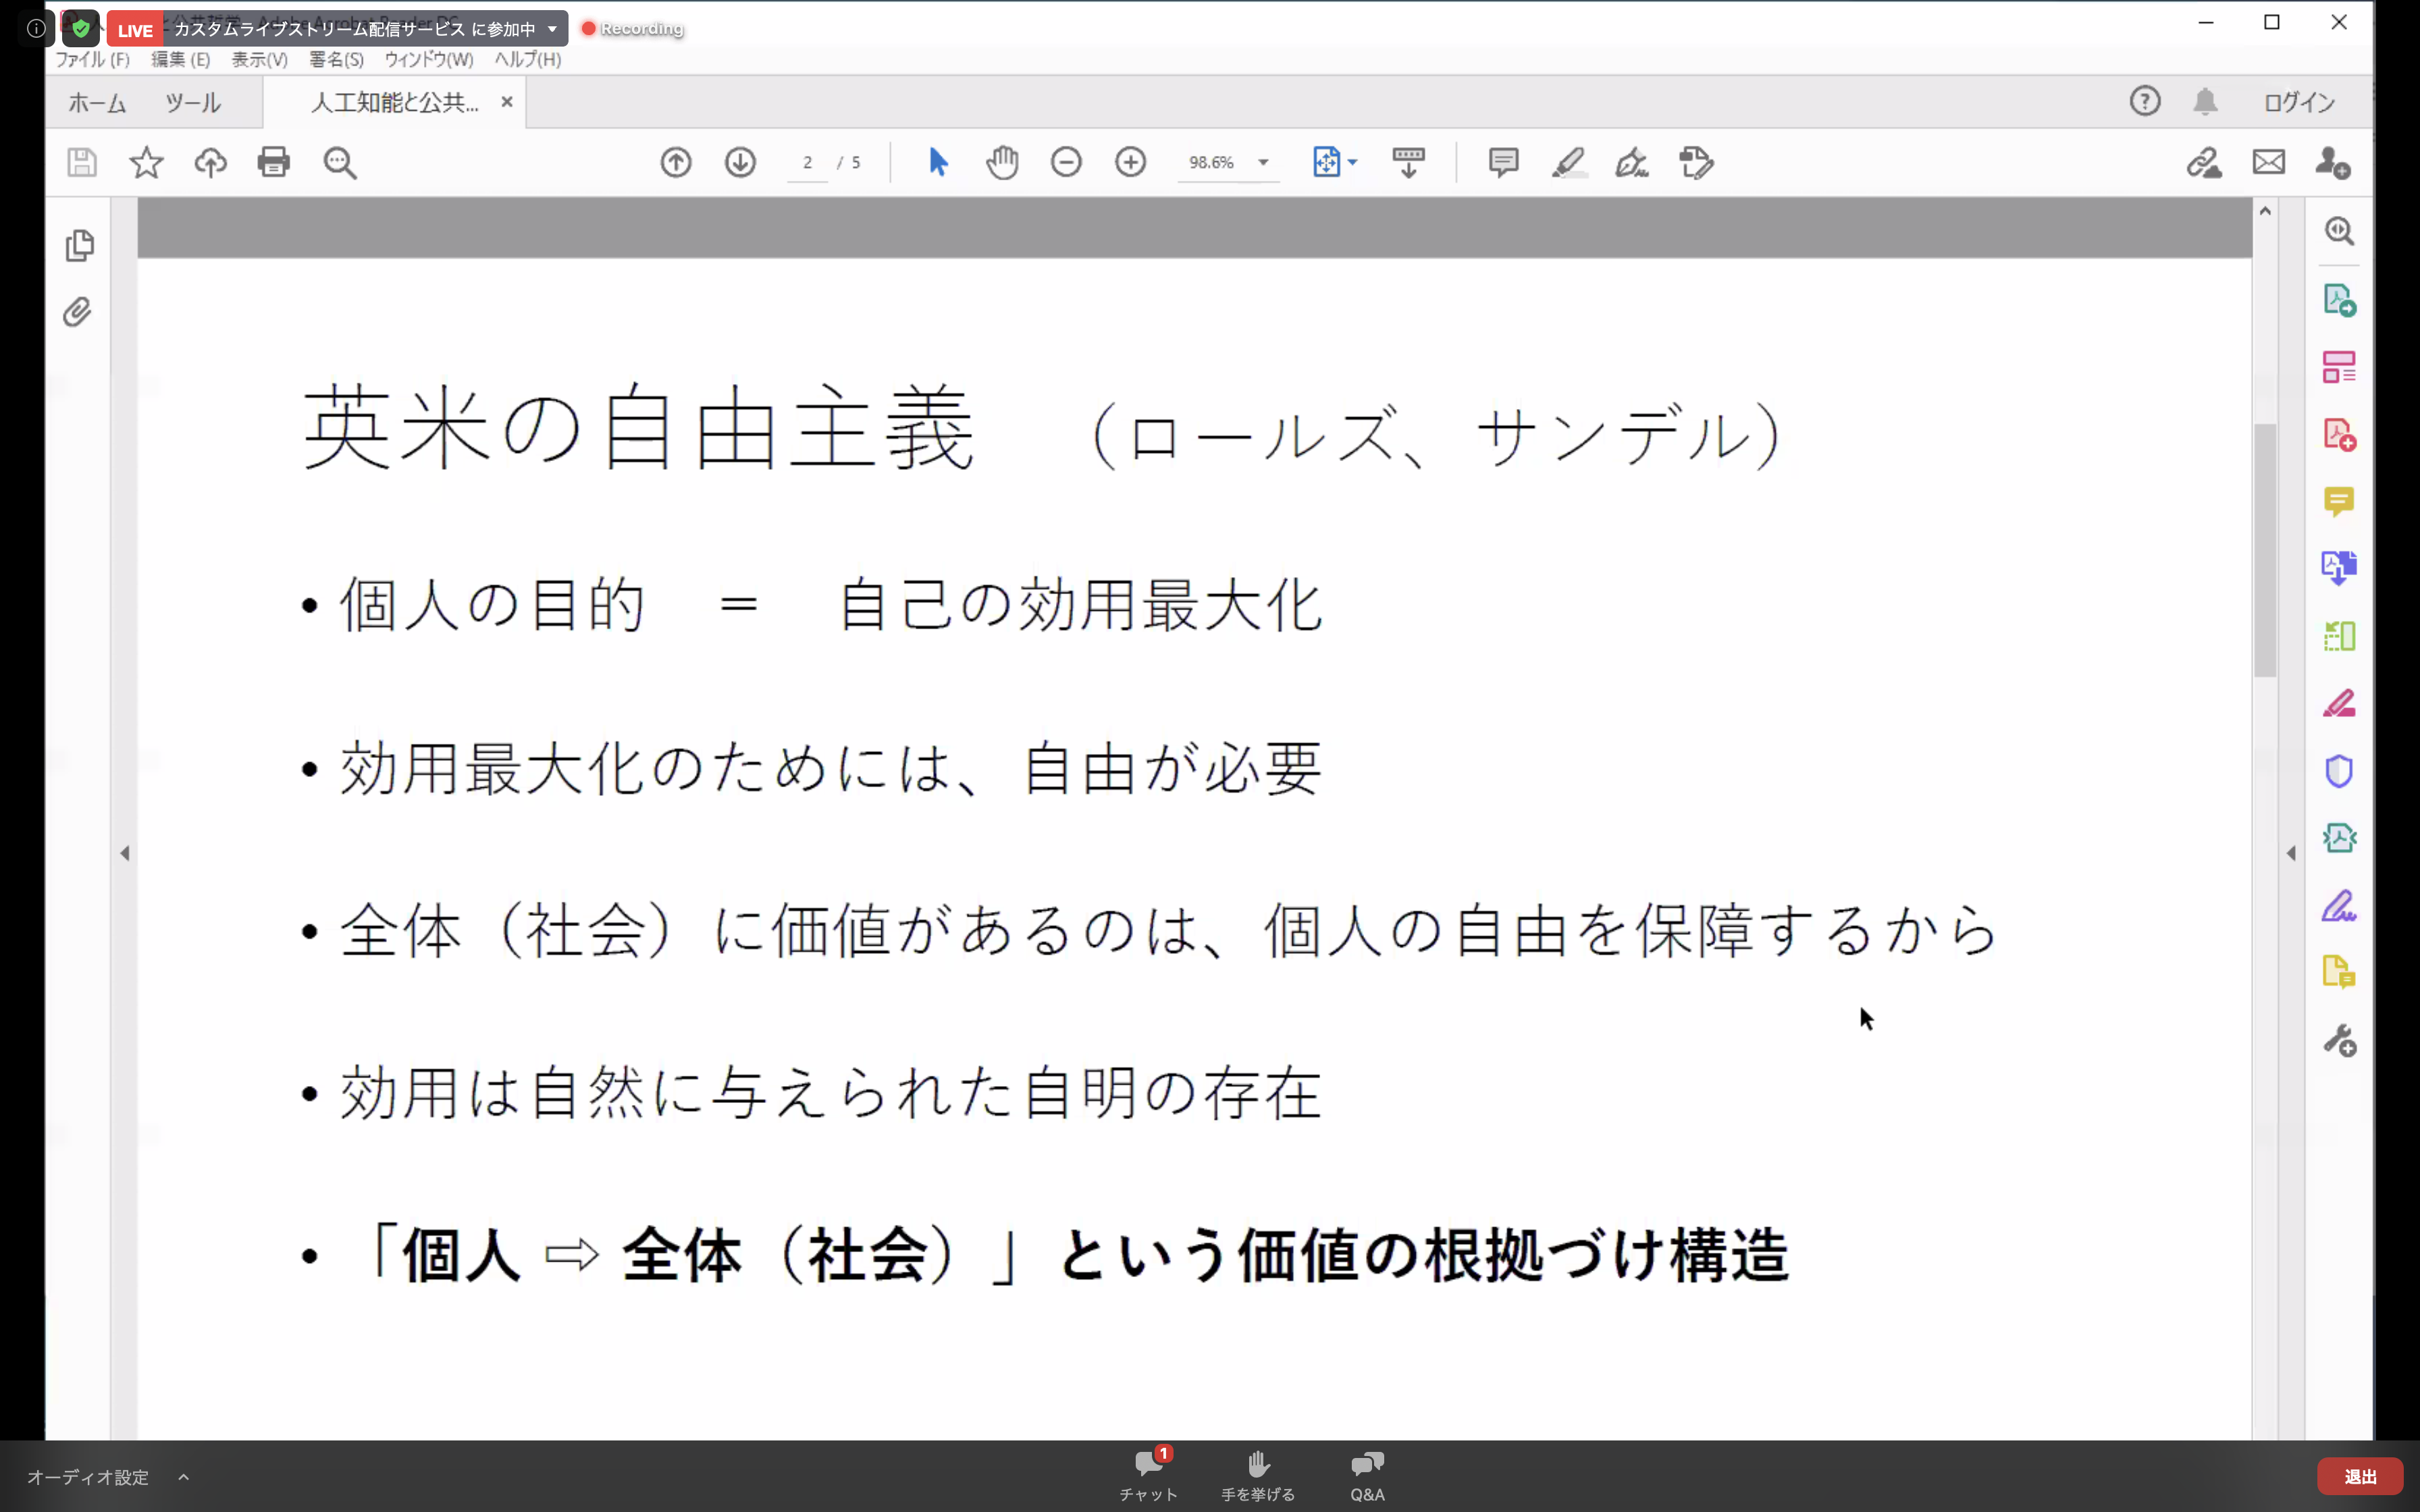 LIVE カスタムライブストリーム配信サービス に参加中 Recording
ファイル (F) 編集 (E) 表示(V) 署名(S) ウィンドウ(W) ヘルプ(H)
ホーム ツール 人工知能と公共... × ログイン
2 / 5 98.6%
英米の自由主義 （ロールズ、サンデル）
• 個人の目的 ＝ 自己の効用最大化
• 効用最大化のためには、自由が必要
• 全体（社会）に価値があるのは、個人の自由を保障するから
• 効用は自然に与えられた自明の存在
• 「個人 ⇨ 全体（社会）」という価値の根拠づけ構造
オーディオ設定 1 チャット 手を挙げる Q&A 退出